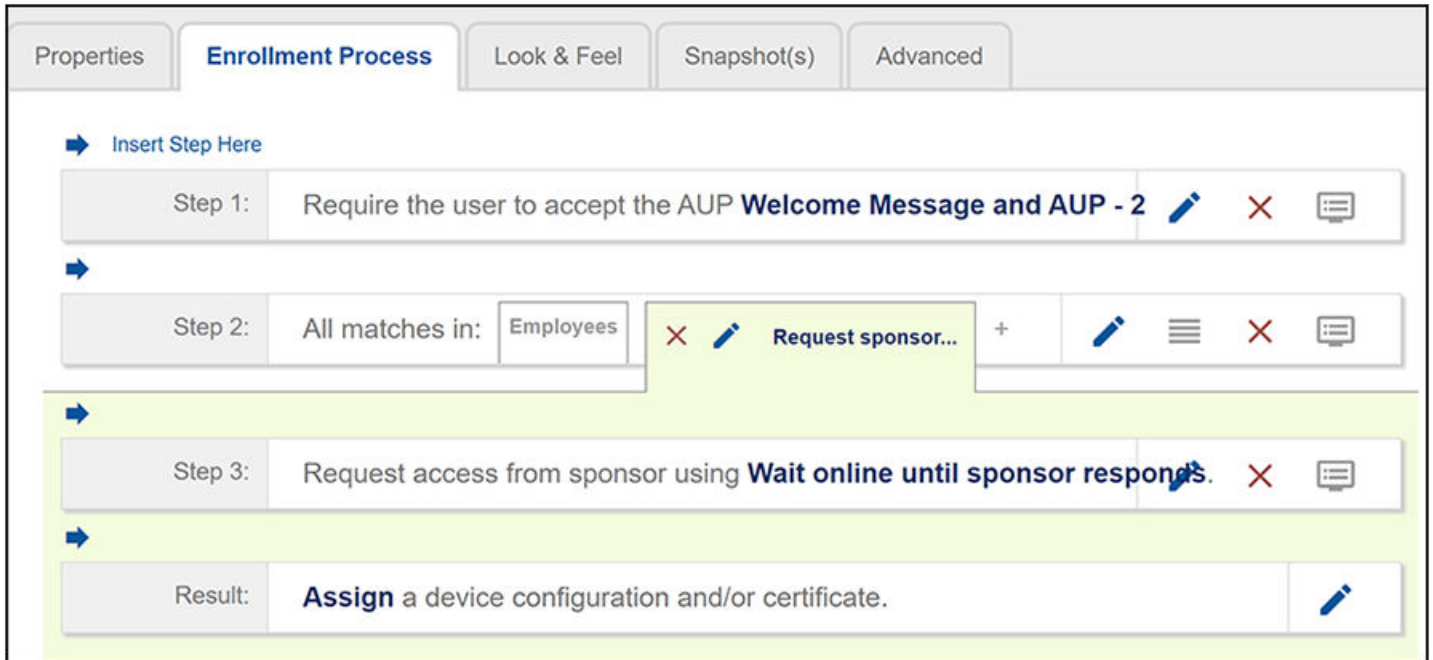 Properties Enrollment Process Look & Feel Snapshot(s) Advanced
Insert Step Here
Step 1: Require the user to accept the AUP Welcome Message and AUP - 2
Step 2: All matches in: Employees Request sponsor... +
Step 3: Request access from sponsor using Wait online until sponsor responds.
Result: Assign a device configuration and/or certificate.